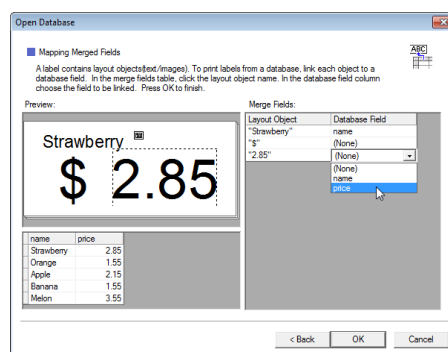 Open Database
Mapping Merged Fields
A label contains layout objects(text/images). To print labels from a database, link each object to a
database field. In the merge fields table, click the layout object name. In the database field column
choose the field to be linked. Press OK to finish.
Preview:
Strawberry
$ 2.85
name price
Strawberry 2.85
Orange 1.55
Apple 2.15
Banana 1.55
Melon 3.55
Merge Fields:
Layout Object Database Field
"Strawberry" name
"$" (None)
"2.85" (None)
(None)
name
price
ABC
< Back OK Cancel